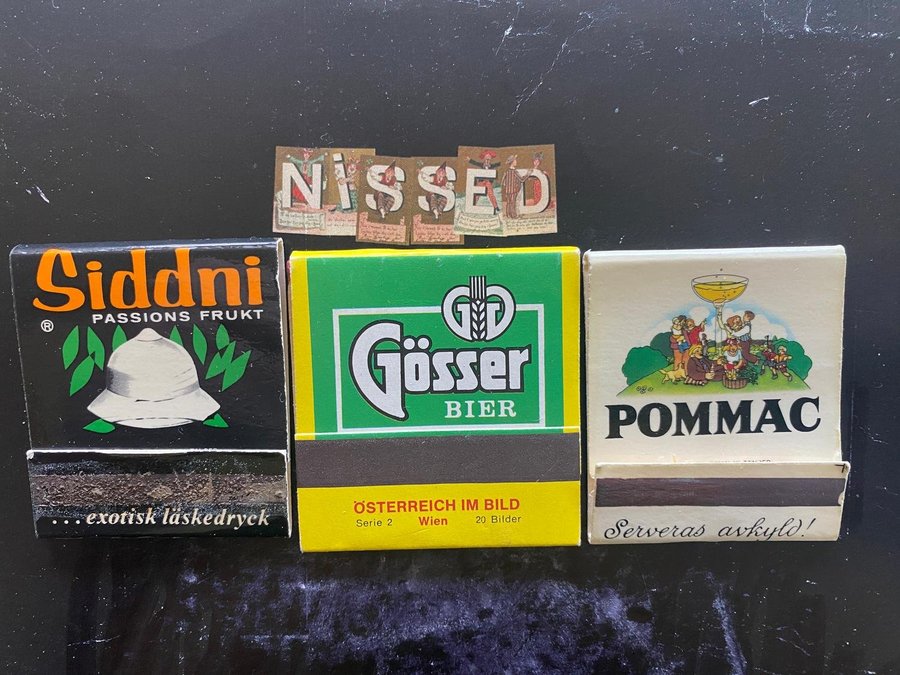 NiSSED
Siddni
®
PASSIONS FRUKT
...exotisk läskedryck
GG
Gösser
BIER
ÖSTERREICH IM BILD
Serie 2 Wien 20 Bilder
POMMAC
Serveras avkyld!